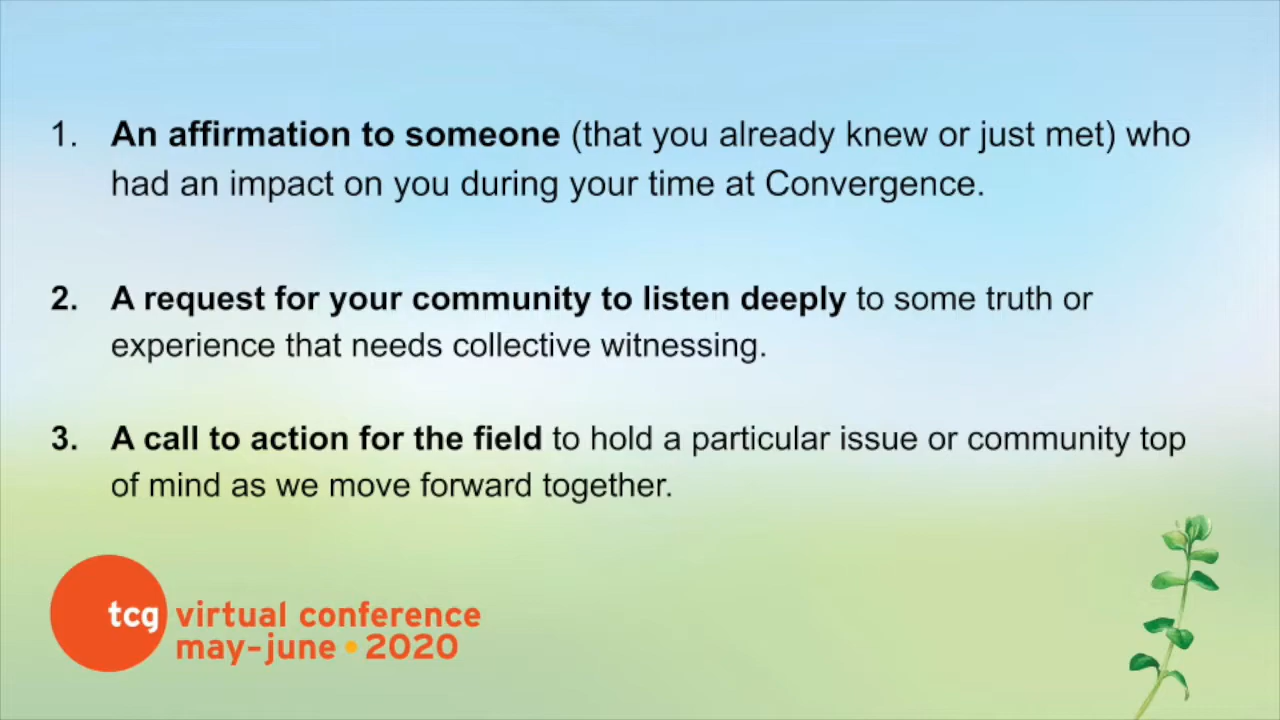 1. An affirmation to someone (that you already knew or just met) who
had an impact on you during your time at Convergence.
2. A request for your community to listen deeply to some truth or
experience that needs collective witnessing.
3. A call to action for the field to hold a particular issue or community top
of mind as we move forward together.
tcg virtual conference
may-june • 2020